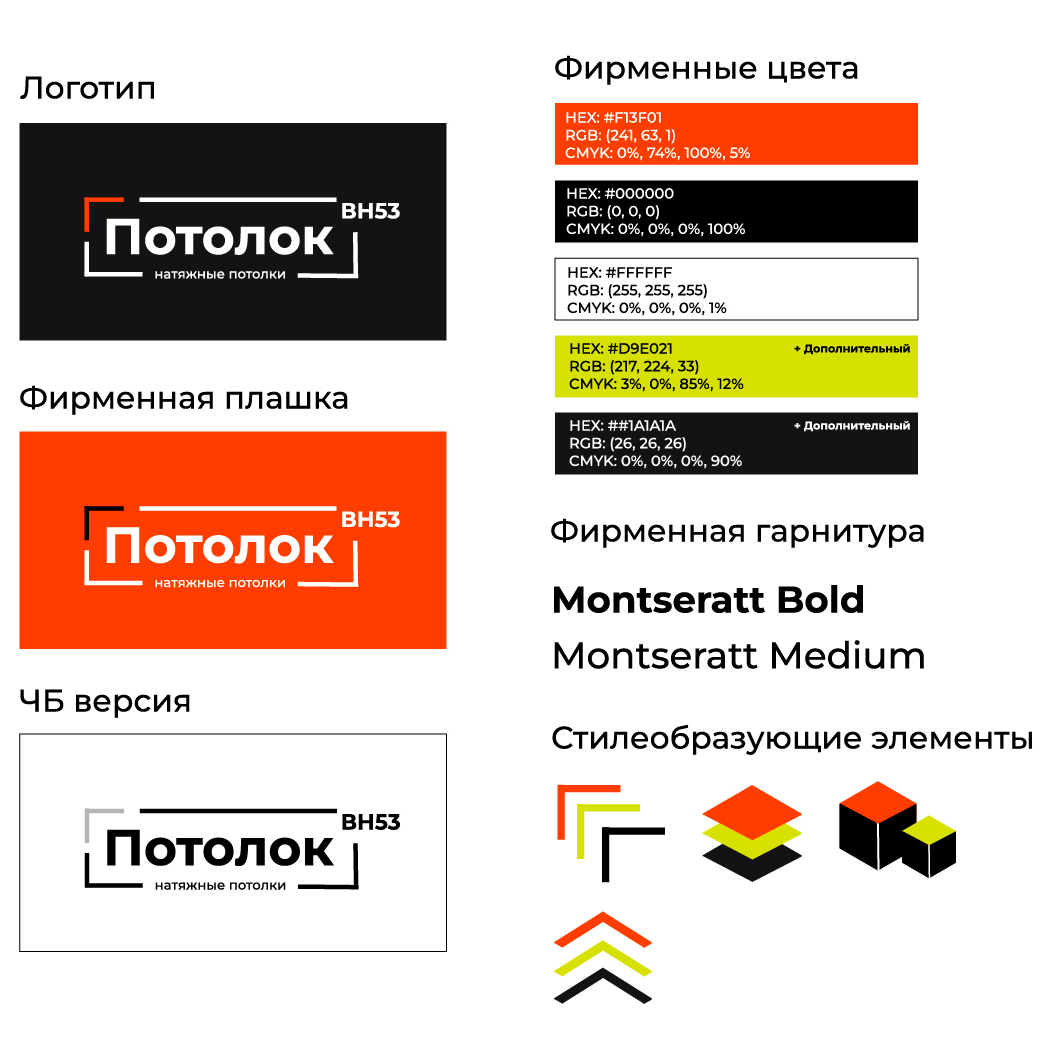 Логотип
ВН53
Потолок
натяжные потолки
Фирменная плашка
ВН53
Потолок
натяжные потолки
ЧБ версия
ВН53
Потолок
натяжные потолки
Фирменные цвета
HEX: #F13F01
RGB: (241, 63, 1)
CMYK: 0%, 74%, 100%, 5%
HEX: #000000
RGB: (0, 0, 0)
CMYK: 0%, 0%, 0%, 100%
HEX: #FFFFFF
RGB: (255, 255, 255)
CMYK: 0%, 0%, 0%, 1%
HEX: #D9E021 + Дополнительный
RGB: (217, 224, 33)
CMYK: 3%, 0%, 85%, 12%
HEX: ##1A1A1A + Дополнительный
RGB: (26, 26, 26)
CMYK: 0%, 0%, 0%, 90%
Фирменная гарнитура
Montseratt Bold
Montseratt Medium
Стилеобразующие элементы